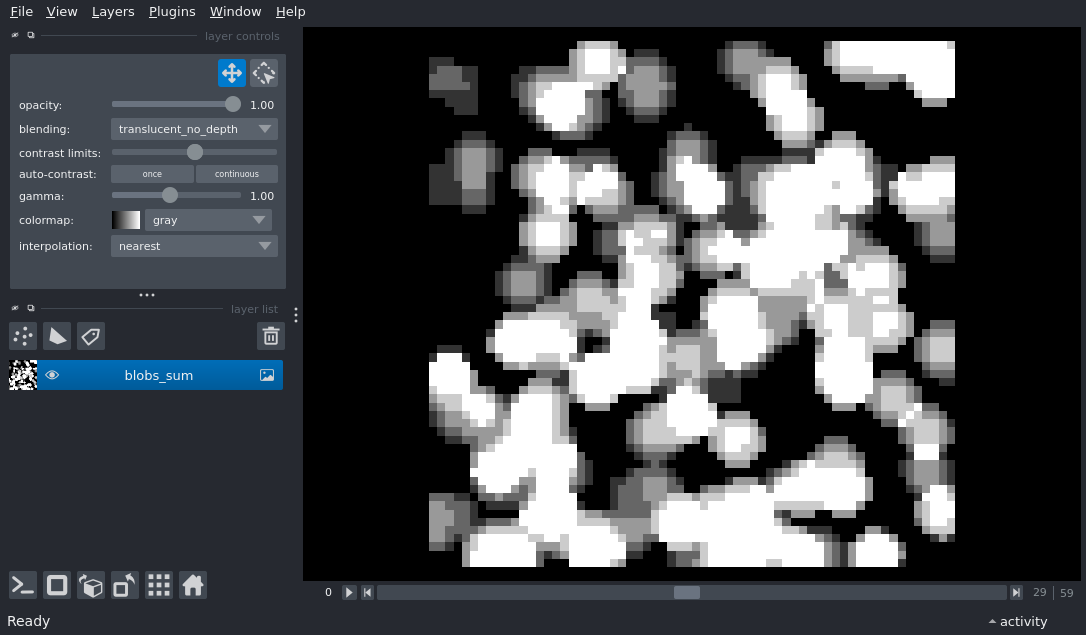 File View Layers Plugins Window Help
layer controls
opacity: 1.00
blending: translucent_no_depth
contrast limits:
auto-contrast: once continuous
gamma: 1.00
colormap: gray
interpolation: nearest
layer list
blobs_sum
0 29 59
Ready activity